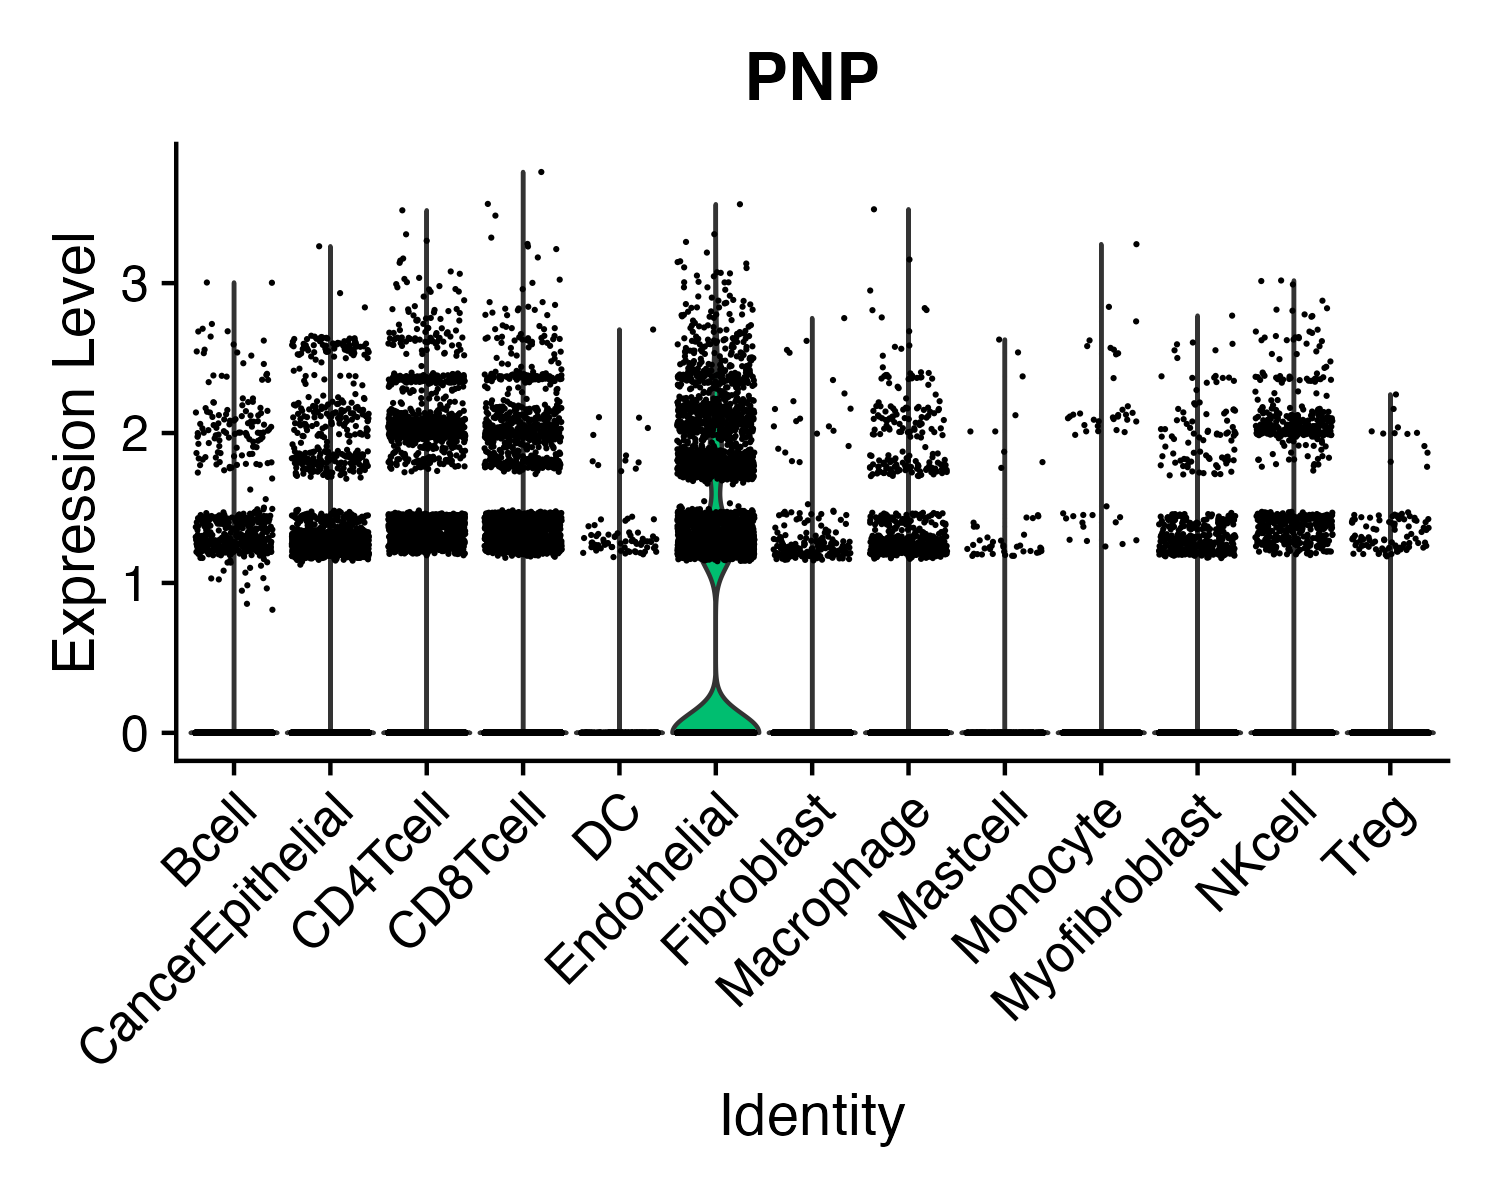 PNP
Expression Level
3
2
1
0
Bcell
CancerEpithelial
CD4Tcell
CD8Tcell
DC
Endothelial
Fibroblast
Macrophage
Mastcell
Monocyte
Myofibroblast
NKcell
Treg
Identity